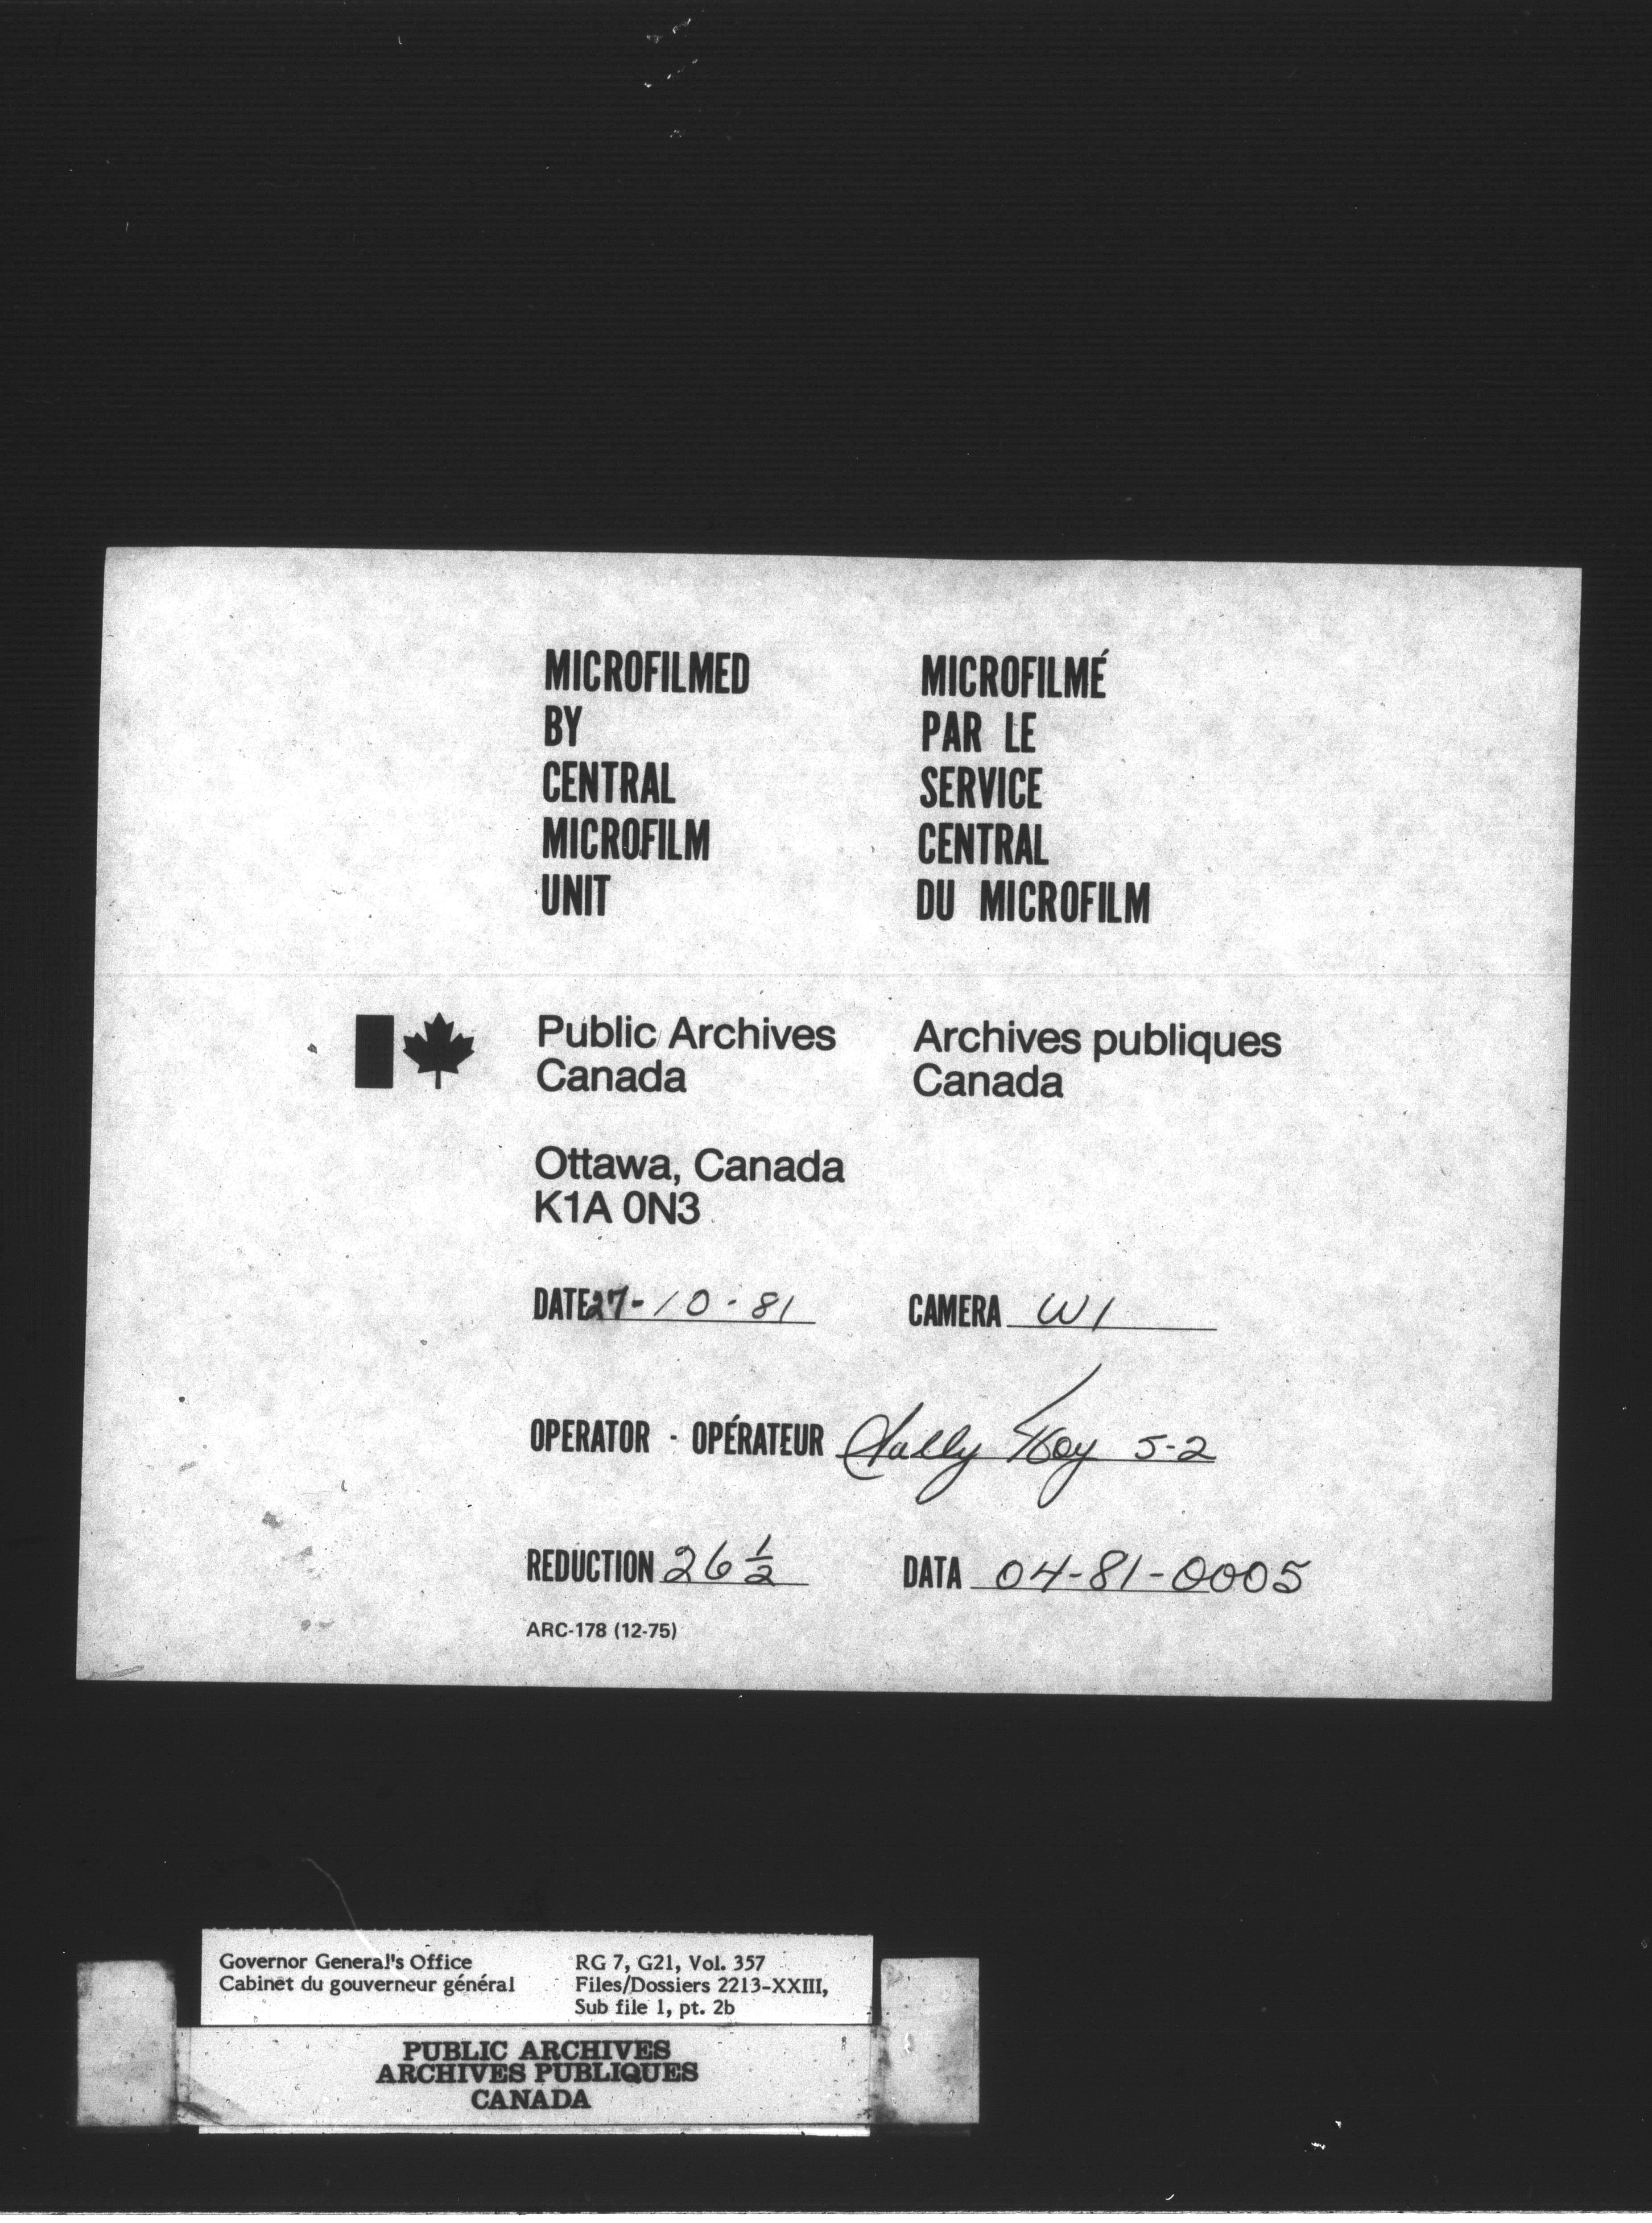 MICROFILMED
BY
CENTRAL
MICROFILM
UNIT
MICROFILMÉ
PAR LE
SERVICE
CENTRAL
DU MICROFILM
Public Archives
Canada
Archives publiques
Canada
Ottawa, Canada
K1A 0N3
DATE 27-10-81
CAMERA W1
OPERATOR - OPÉRATEUR Sally 5-2
REDUCTION 26 1/2
DATA 04-81-0005
ARC-178 (12-75)
Governor General's Office
Cabinet du gouverneur général
RG 7, G21, Vol. 357
Files/Dossiers 2213-XXIII,
Sub file 1, pt. 2b
PUBLIC ARCHIVES
ARCHIVES PUBLIQUES
CANADA